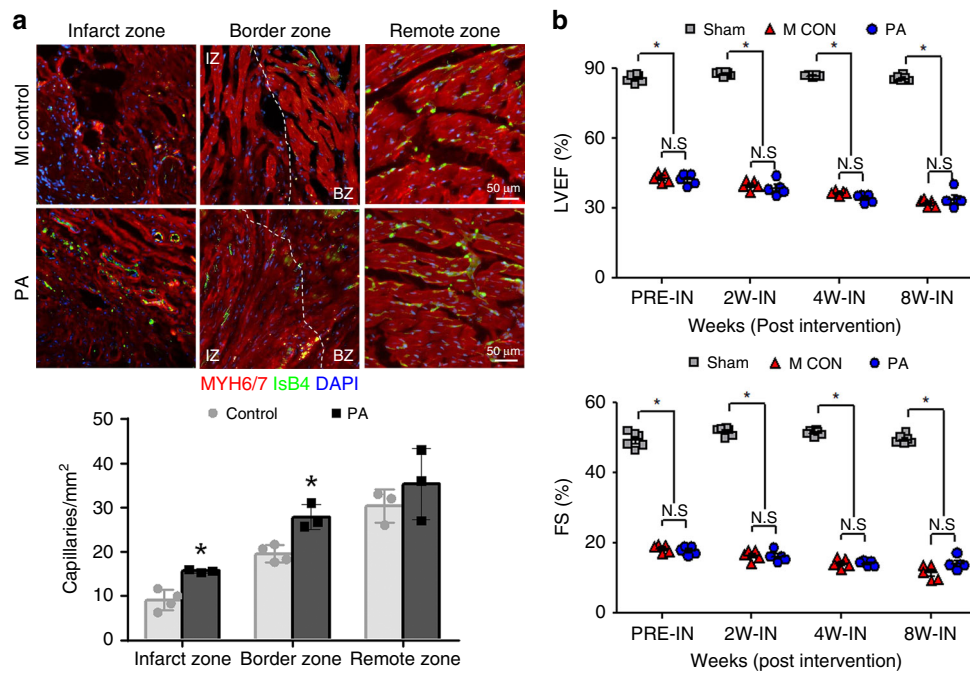 a
Infarct zone Border zone Remote zone
MI control
IZ
BZ
50 µm
PA
IZ
BZ
50 µm
MYH6/7 IsB4 DAPI
Control PA
Capillaries/mm²
50
40
30
20
10
0
* *
Infarct zone Border zone Remote zone
b
Sham M CON PA
LVEF (%)
90
60
30
0
* * * *
N.S N.S N.S N.S
PRE-IN 2W-IN 4W-IN 8W-IN
Weeks (Post intervention)
Sham M CON PA
FS (%)
60
40
20
0
* * * *
N.S N.S N.S N.S
PRE-IN 2W-IN 4W-IN 8W-IN
Weeks (post intervention)